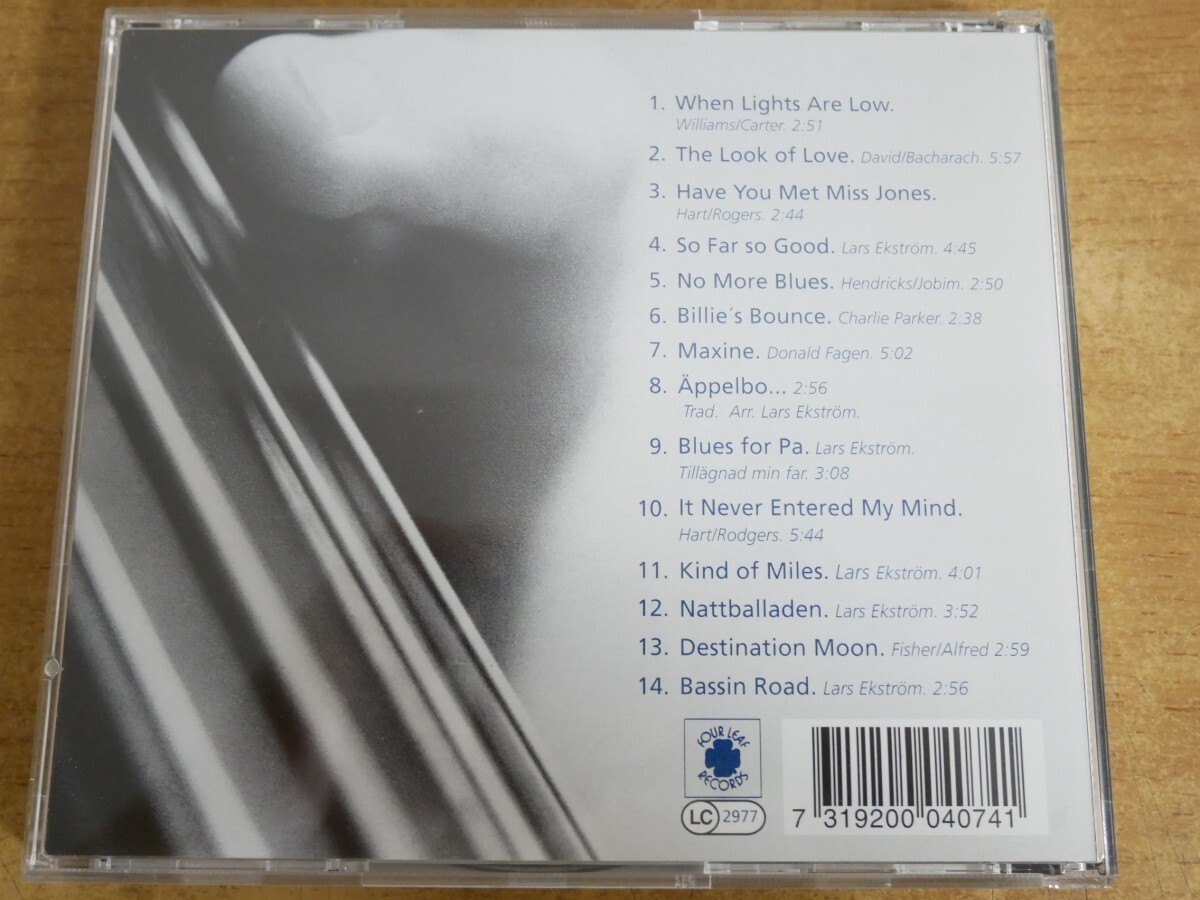 1. When Lights Are Low.
Williams/Carter. 2:51
2. The Look of Love. David/Bacharach. 5:57
3. Have You Met Miss Jones.
Hart/Rogers. 2:44
4. So Far so Good. Lars Ekström. 4:45
5. No More Blues. Hendricks/Jobim. 2:50
6. Billie´s Bounce. Charlie Parker. 2:38
7. Maxine. Donald Fagen. 5:02
8. Äppelbo... 2:56
Trad. Arr. Lars Ekström.
9. Blues for Pa. Lars Ekström.
Tillägnad min far. 3:08
10. It Never Entered My Mind.
Hart/Rodgers. 5:44
11. Kind of Miles. Lars Ekström. 4:01
12. Nattballaden. Lars Ekström. 3:52
13. Destination Moon. Fisher/Alfred 2:59
14. Bassin Road. Lars Ekström. 2:56
FOUR LEAF
RECORDS
LC 2977
7 319200 040741